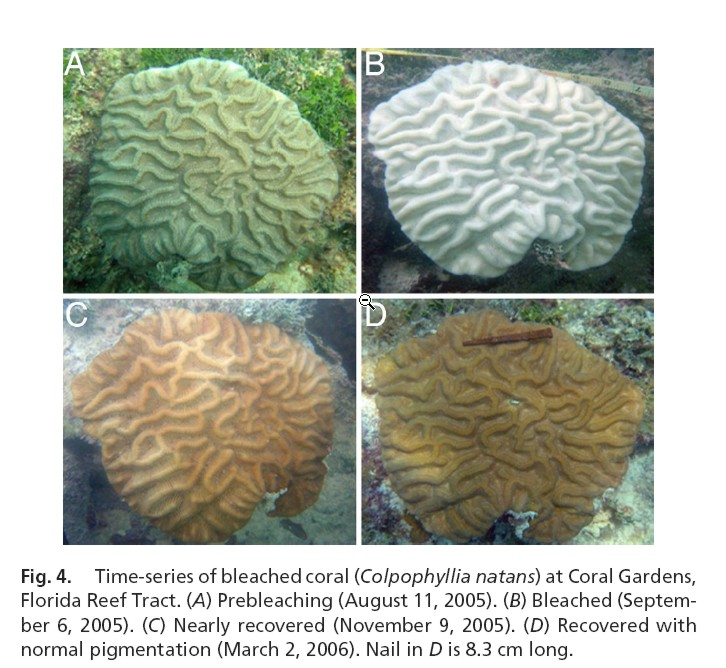 A
B
C
D
Fig. 4. Time-series of bleached coral (Colpophyllia natans) at Coral Gardens,
Florida Reef Tract. (A) Prebleaching (August 11, 2005). (B) Bleached (Septem-
ber 6, 2005). (C) Nearly recovered (November 9, 2005). (D) Recovered with
normal pigmentation (March 2, 2006). Nail in D is 8.3 cm long.